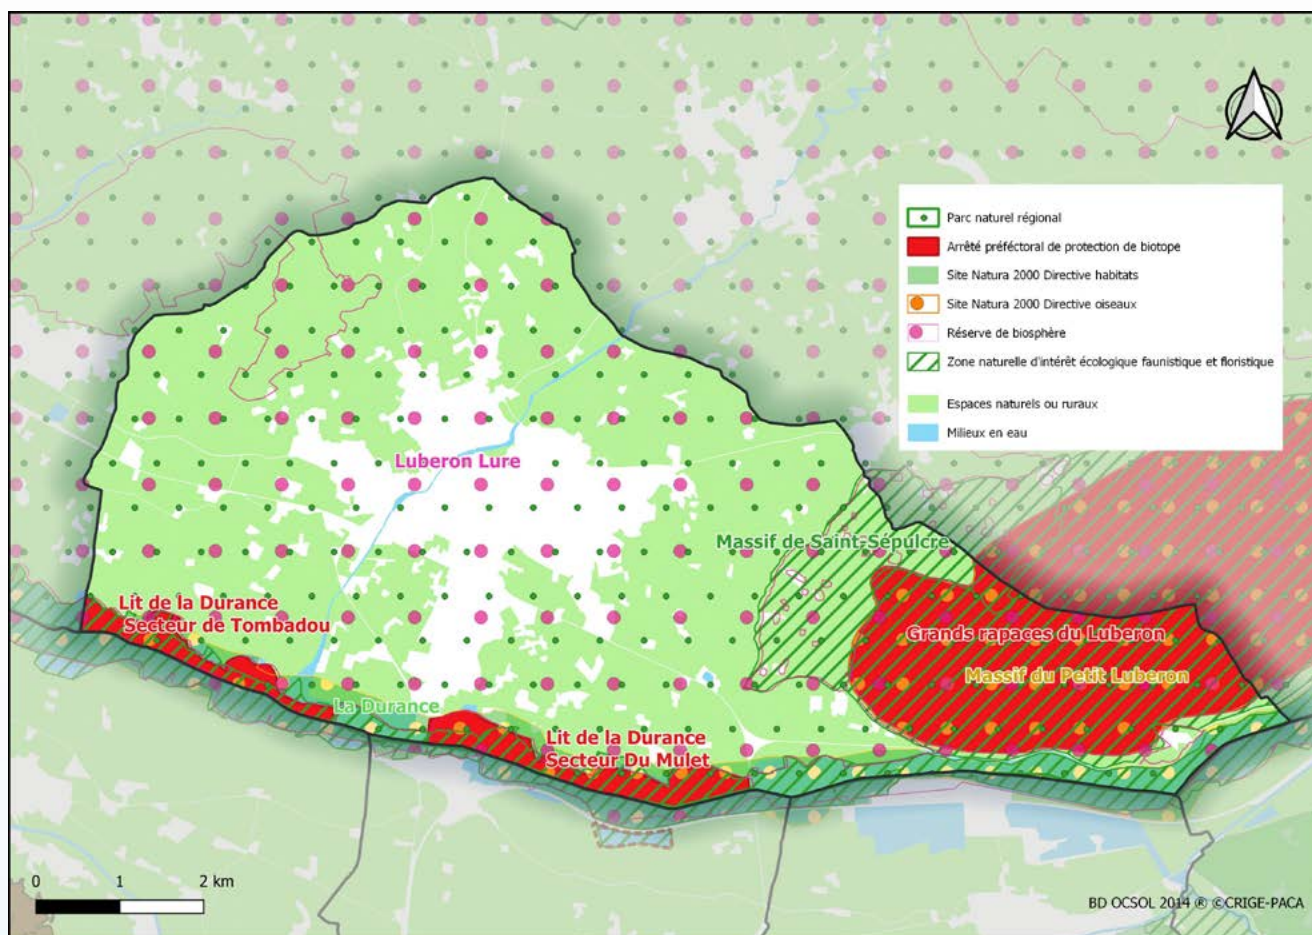 Parc naturel régional
Arrêté préféctoral de protection de biotope
Site Natura 2000 Directive habitats
Site Natura 2000 Directive oiseaux
Réserve de biosphère
Zone naturelle d'intérêt écologique faunistique et floristique
Espaces naturels ou ruraux
Milieux en eau
Luberon Lure
Massif de Saint-Sépulcre
Lit de la Durance
Secteur de Tombadou
Grands rapaces du Luberon
Massif du Petit Luberon
La Durance
Lit de la Durance
Secteur Du Mulet
0 1 2 km
BD OCSOL 2014 ® ©CRIGE-PACA